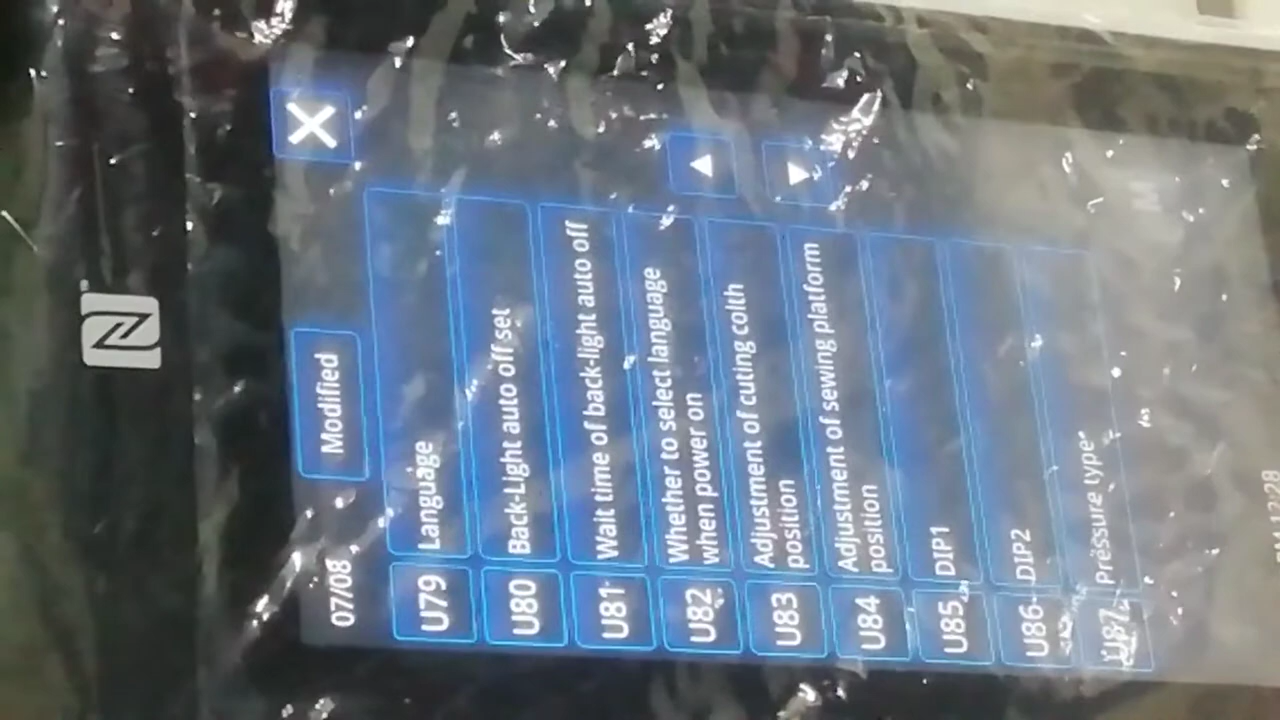 07/08 Modified
U79 Language
U80 Back-Light auto off set
U81 Wait time of back-light auto off
U82 Whether to select language
when power on
U83 Adjustment of cuting colth
position
U84 Adjustment of sewing platform
position
U85 DIP1
U86 DIP2
U87 Pressure type